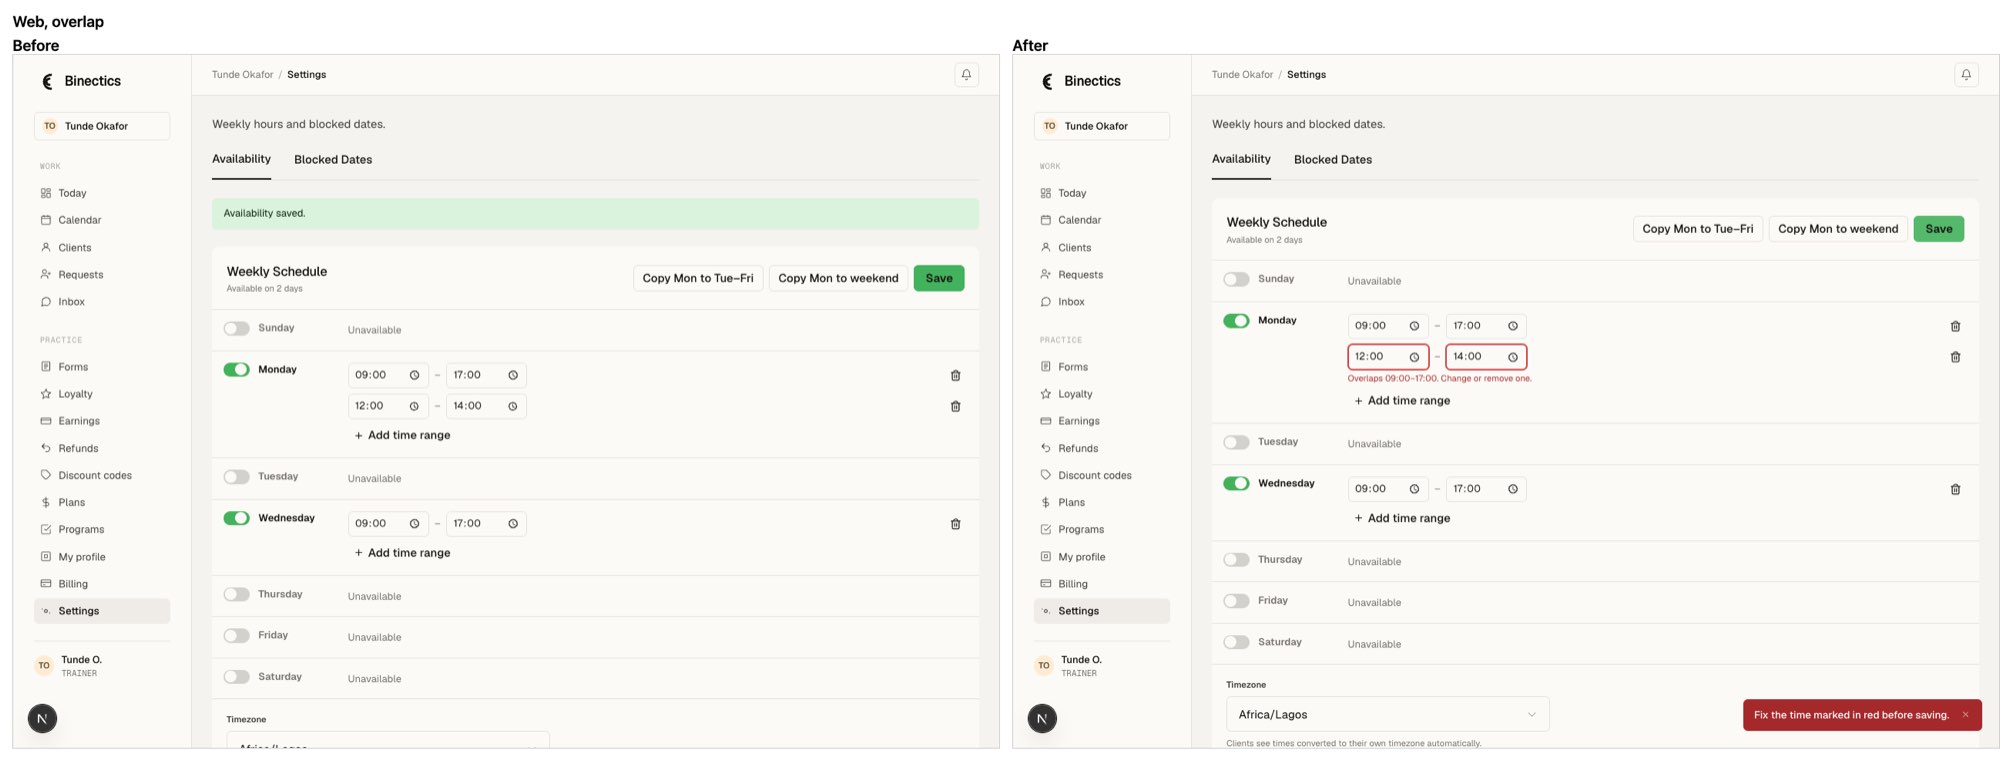 Web, overlap
Before
Binectics
TO Tunde Okafor
WORK
Today
Calendar
Clients
Requests
Inbox
PRACTICE
Forms
Loyalty
Earnings
Refunds
Discount codes
Plans
Programs
My profile
Billing
Settings
TO Tunde O.
TRAINER
N
Tunde Okafor / Settings
Weekly hours and blocked dates.
Availability Blocked Dates
Availability saved.
Weekly Schedule
Available on 2 days
Copy Mon to Tue–Fri Copy Mon to weekend Save
Sunday Unavailable
Monday 09:00 – 17:00
12:00 – 14:00
+ Add time range
Tuesday Unavailable
Wednesday 09:00 – 17:00
+ Add time range
Thursday Unavailable
Friday Unavailable
Saturday Unavailable
Timezone
Africa/Lagos
After
Binectics
TO Tunde Okafor
WORK
Today
Calendar
Clients
Requests
Inbox
PRACTICE
Forms
Loyalty
Earnings
Refunds
Discount codes
Plans
Programs
My profile
Billing
Settings
TO Tunde O.
TRAINER
N
Tunde Okafor / Settings
Weekly hours and blocked dates.
Availability Blocked Dates
Weekly Schedule
Available on 2 days
Copy Mon to Tue–Fri Copy Mon to weekend Save
Sunday Unavailable
Monday 09:00 – 17:00
12:00 – 14:00
Overlaps 09:00–17:00. Change or remove one.
+ Add time range
Tuesday Unavailable
Wednesday 09:00 – 17:00
+ Add time range
Thursday Unavailable
Friday Unavailable
Saturday Unavailable
Timezone
Africa/Lagos
Clients see times converted to their own timezone automatically.
Fix the time marked in red before saving. ×